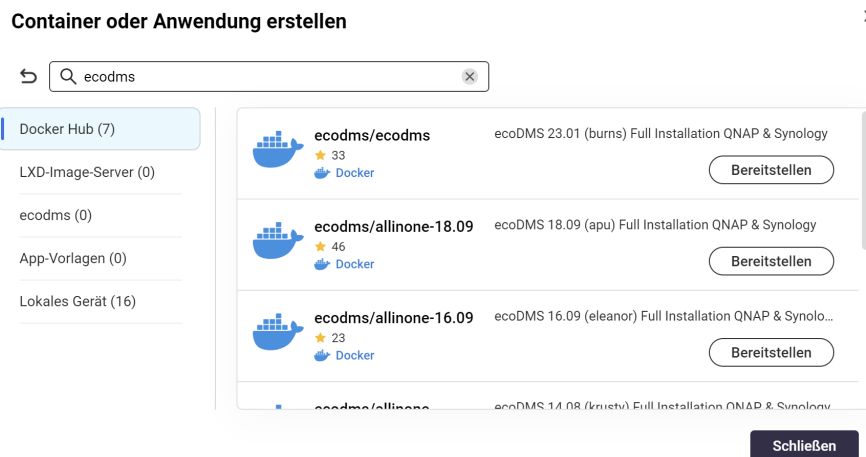 Container oder Anwendung erstellen
ecodms
Docker Hub (7)
LXD-Image-Server (0)
ecodms (0)
App-Vorlagen (0)
Lokales Gerät (16)
ecodms/ecodms
33
Docker
ecoDMS 23.01 (burns) Full Installation QNAP & Synology
Bereitstellen
ecodms/allinone-18.09
46
Docker
ecoDMS 18.09 (apu) Full Installation QNAP & Synology
Bereitstellen
ecodms/allinone-16.09
23
Docker
ecoDMS 16.09 (eleanor) Full Installation QNAP & Synolo...
Bereitstellen
ecodms/allinone
ecoDMS 14.08 (krusty) Full Installation QNAP & Synology
Schließen